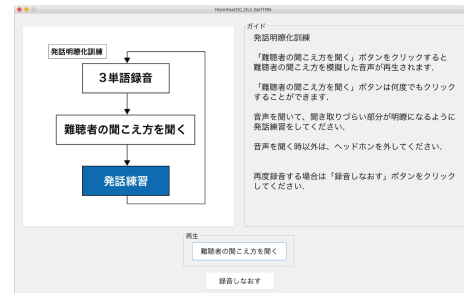 HIsimFastGC_GUI_SelfTRN
発話明瞭化訓練
3単語録音
難聴者の聞こえ方を聞く
発話練習
ガイド
発話明瞭化訓練
「難聴者の聞こえ方を聞く」ボタンをクリックすると
難聴者の聞こえ方を模擬した音声が再生されます.
「難聴者の聞こえ方を聞く」ボタンは何度でもクリック
することができます.
音声を聞いて、聞き取りづらい部分が明瞭になるように
発話練習をしてください.
音声を聞く時以外は、ヘッドホンを外してください.
再度録音する場合は「録音しなおす」ボタンをクリック
してください.
再生
難聴者の聞こえ方を聞く
録音しなおす